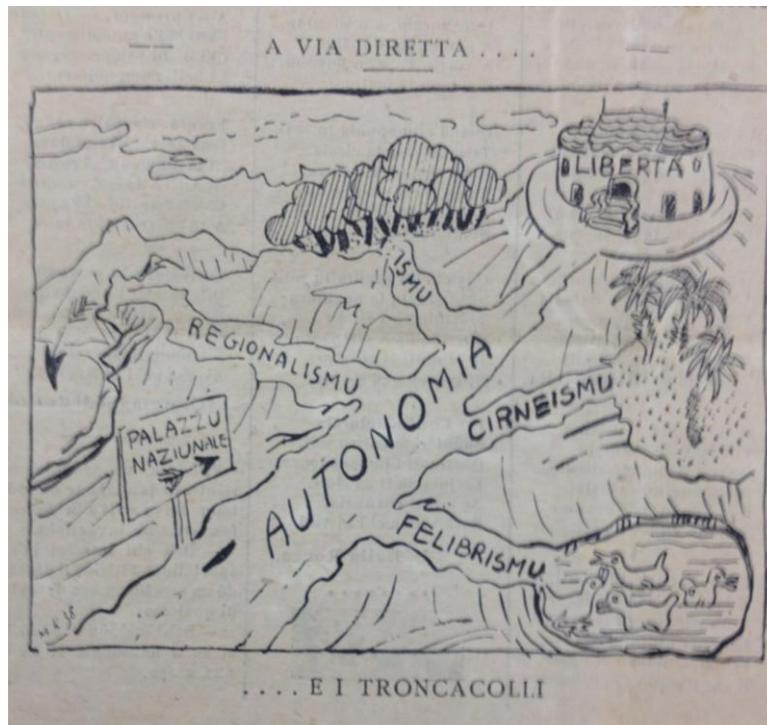 A VIA DIRETTA ....
LIBERTÀ
ISMU
REGIONALISMU
AUTONOMIA
CIRNEISMU
PALAZZU
NAZIUNALE
FELIBRISMU
.... E I TRONCACOLLI